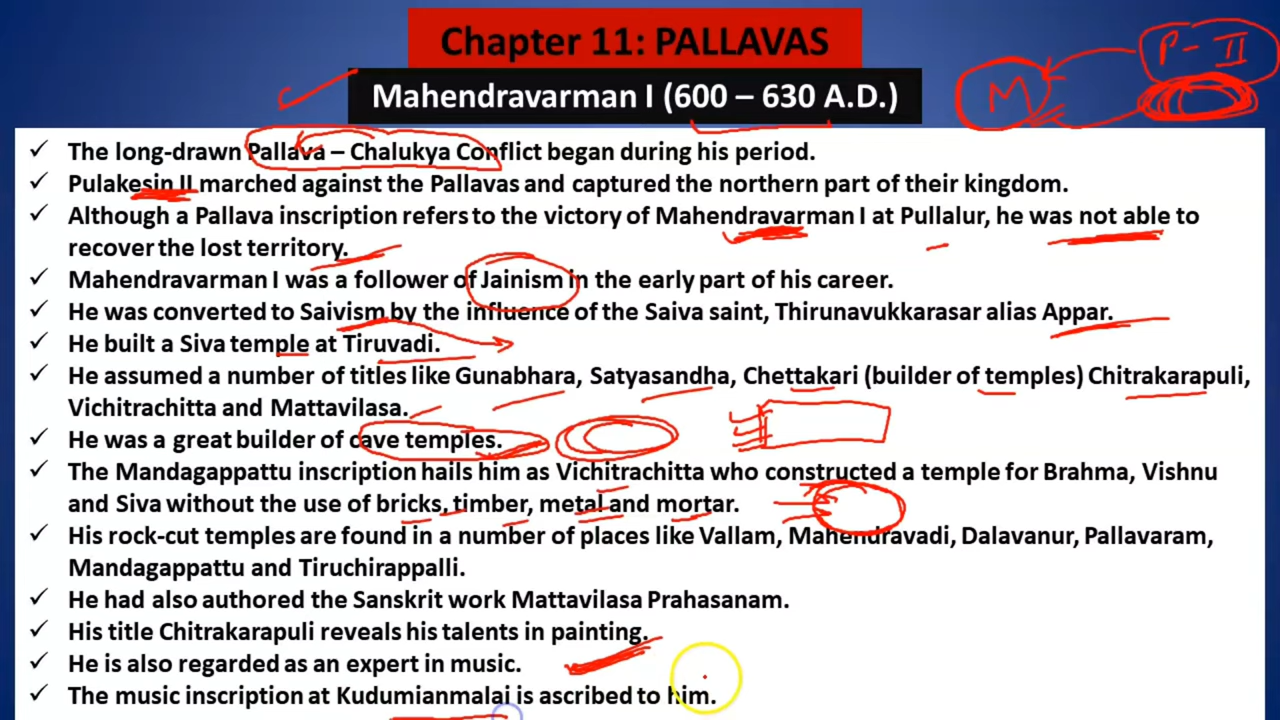 Chapter 11: PALLAVAS
Mahendravarman I (600 – 630 A.D.)
M
P - II
✓ The long-drawn Pallava – Chalukya Conflict began during his period.
✓ Pulakesin II marched against the Pallavas and captured the northern part of their kingdom.
✓ Although a Pallava inscription refers to the victory of Mahendravarman I at Pullalur, he was not able to
recover the lost territory.
✓ Mahendravarman I was a follower of Jainism in the early part of his career.
✓ He was converted to Saivism by the influence of the Saiva saint, Thirunavukkarasar alias Appar.
✓ He built a Siva temple at Tiruvadi.
✓ He assumed a number of titles like Gunabhara, Satyasandha, Chettakari (builder of temples) Chitrakarapuli,
Vichitrachitta and Mattavilasa.
✓ He was a great builder of cave temples.
✓ The Mandagappattu inscription hails him as Vichitrachitta who constructed a temple for Brahma, Vishnu
and Siva without the use of bricks, timber, metal and mortar.
✓ His rock-cut temples are found in a number of places like Vallam, Mahendravadi, Dalavanur, Pallavaram,
Mandagappattu and Tiruchirappalli.
✓ He had also authored the Sanskrit work Mattavilasa Prahasanam.
✓ His title Chitrakarapuli reveals his talents in painting.
✓ He is also regarded as an expert in music.
✓ The music inscription at Kudumianmalai is ascribed to him.